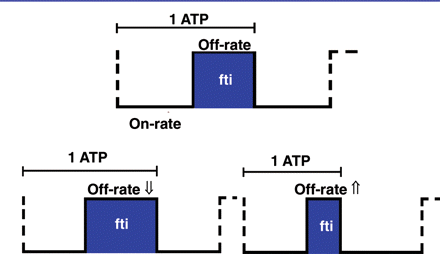 1 ATP
Off-rate
fti
On-rate
1 ATP
Off-rate ⇓
fti
1 ATP
Off-rate ⇑
fti